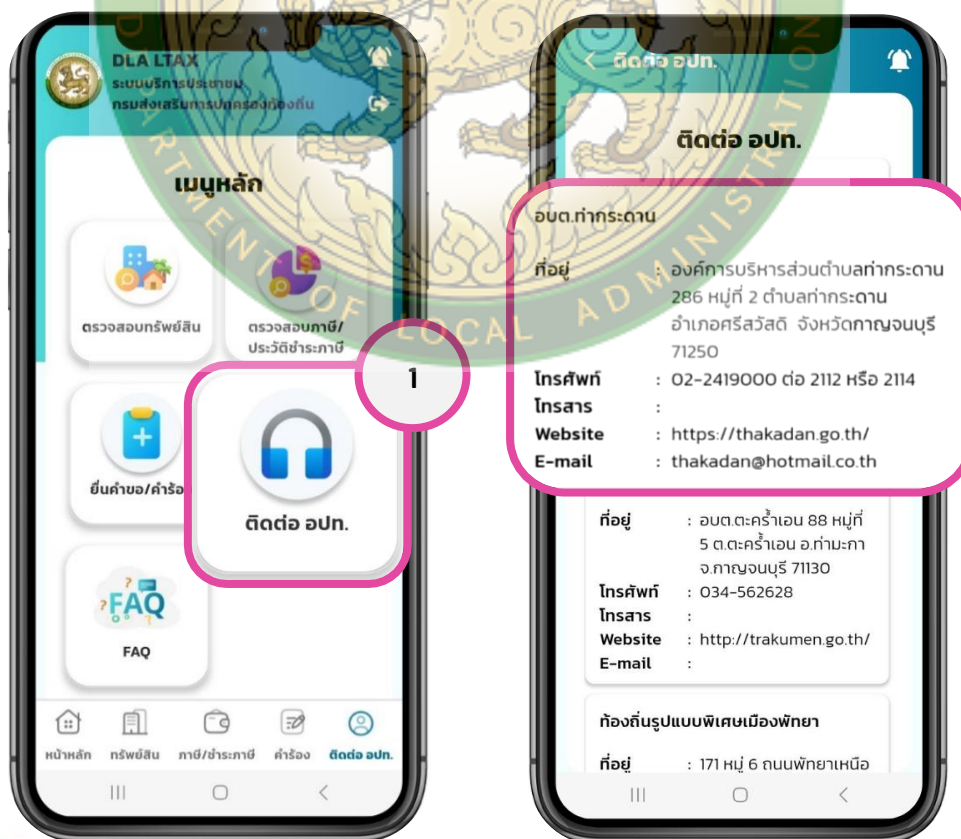 DLA LTAX
ระบบบริการประชาชน
กรมส่งเสริมการปกครองท้องถิ่น
เมนูหลัก
ตรวจสอบทรัพย์สิน
ตรวจสอบภาษี/
ประวัติชำระภาษี
1
ยื่นคำขอ/คำร้อ
ติดต่อ อปท.
?FAQ
FAQ
หน้าหลัก
ทรัพย์สิน
ภาษี/ชำระภาษี
คำร้อง
ติดต่อ อปท.
ติดต่อ อปท.
ติดต่อ อปท.
อบต.ท่ากระดาน
ที่อยู่ : องค์การบริหารส่วนตำบลท่ากระดาน
286 หมู่ที่ 2 ตำบลท่ากระดาน
อำเภอศรีสวัสดิ์ จังหวัดกาญจนบุรี
71250
โทรศัพท์ : 02-2419000 ต่อ 2112 หรือ 2114
โทรสาร :
Website : https://thakadan.go.th/
E-mail : thakadan@hotmail.co.th
ที่อยู่ : อบต.ตะคร้ำเอน 88 หมู่ที่
5 ต.ตะคร้ำเอน อ.ท่ามะกา
จ.กาญจนบุรี 71130
โทรศัพท์ : 034-562628
โทรสาร :
Website : http://trakumen.go.th/
E-mail :
ท้องถิ่นรูปแบบพิเศษเมืองพัทยา
ที่อยู่ : 171 หมู่ 6 ถนนพัทยาเหนือ
ARTMENT OF LOCAL ADMINISTRATION